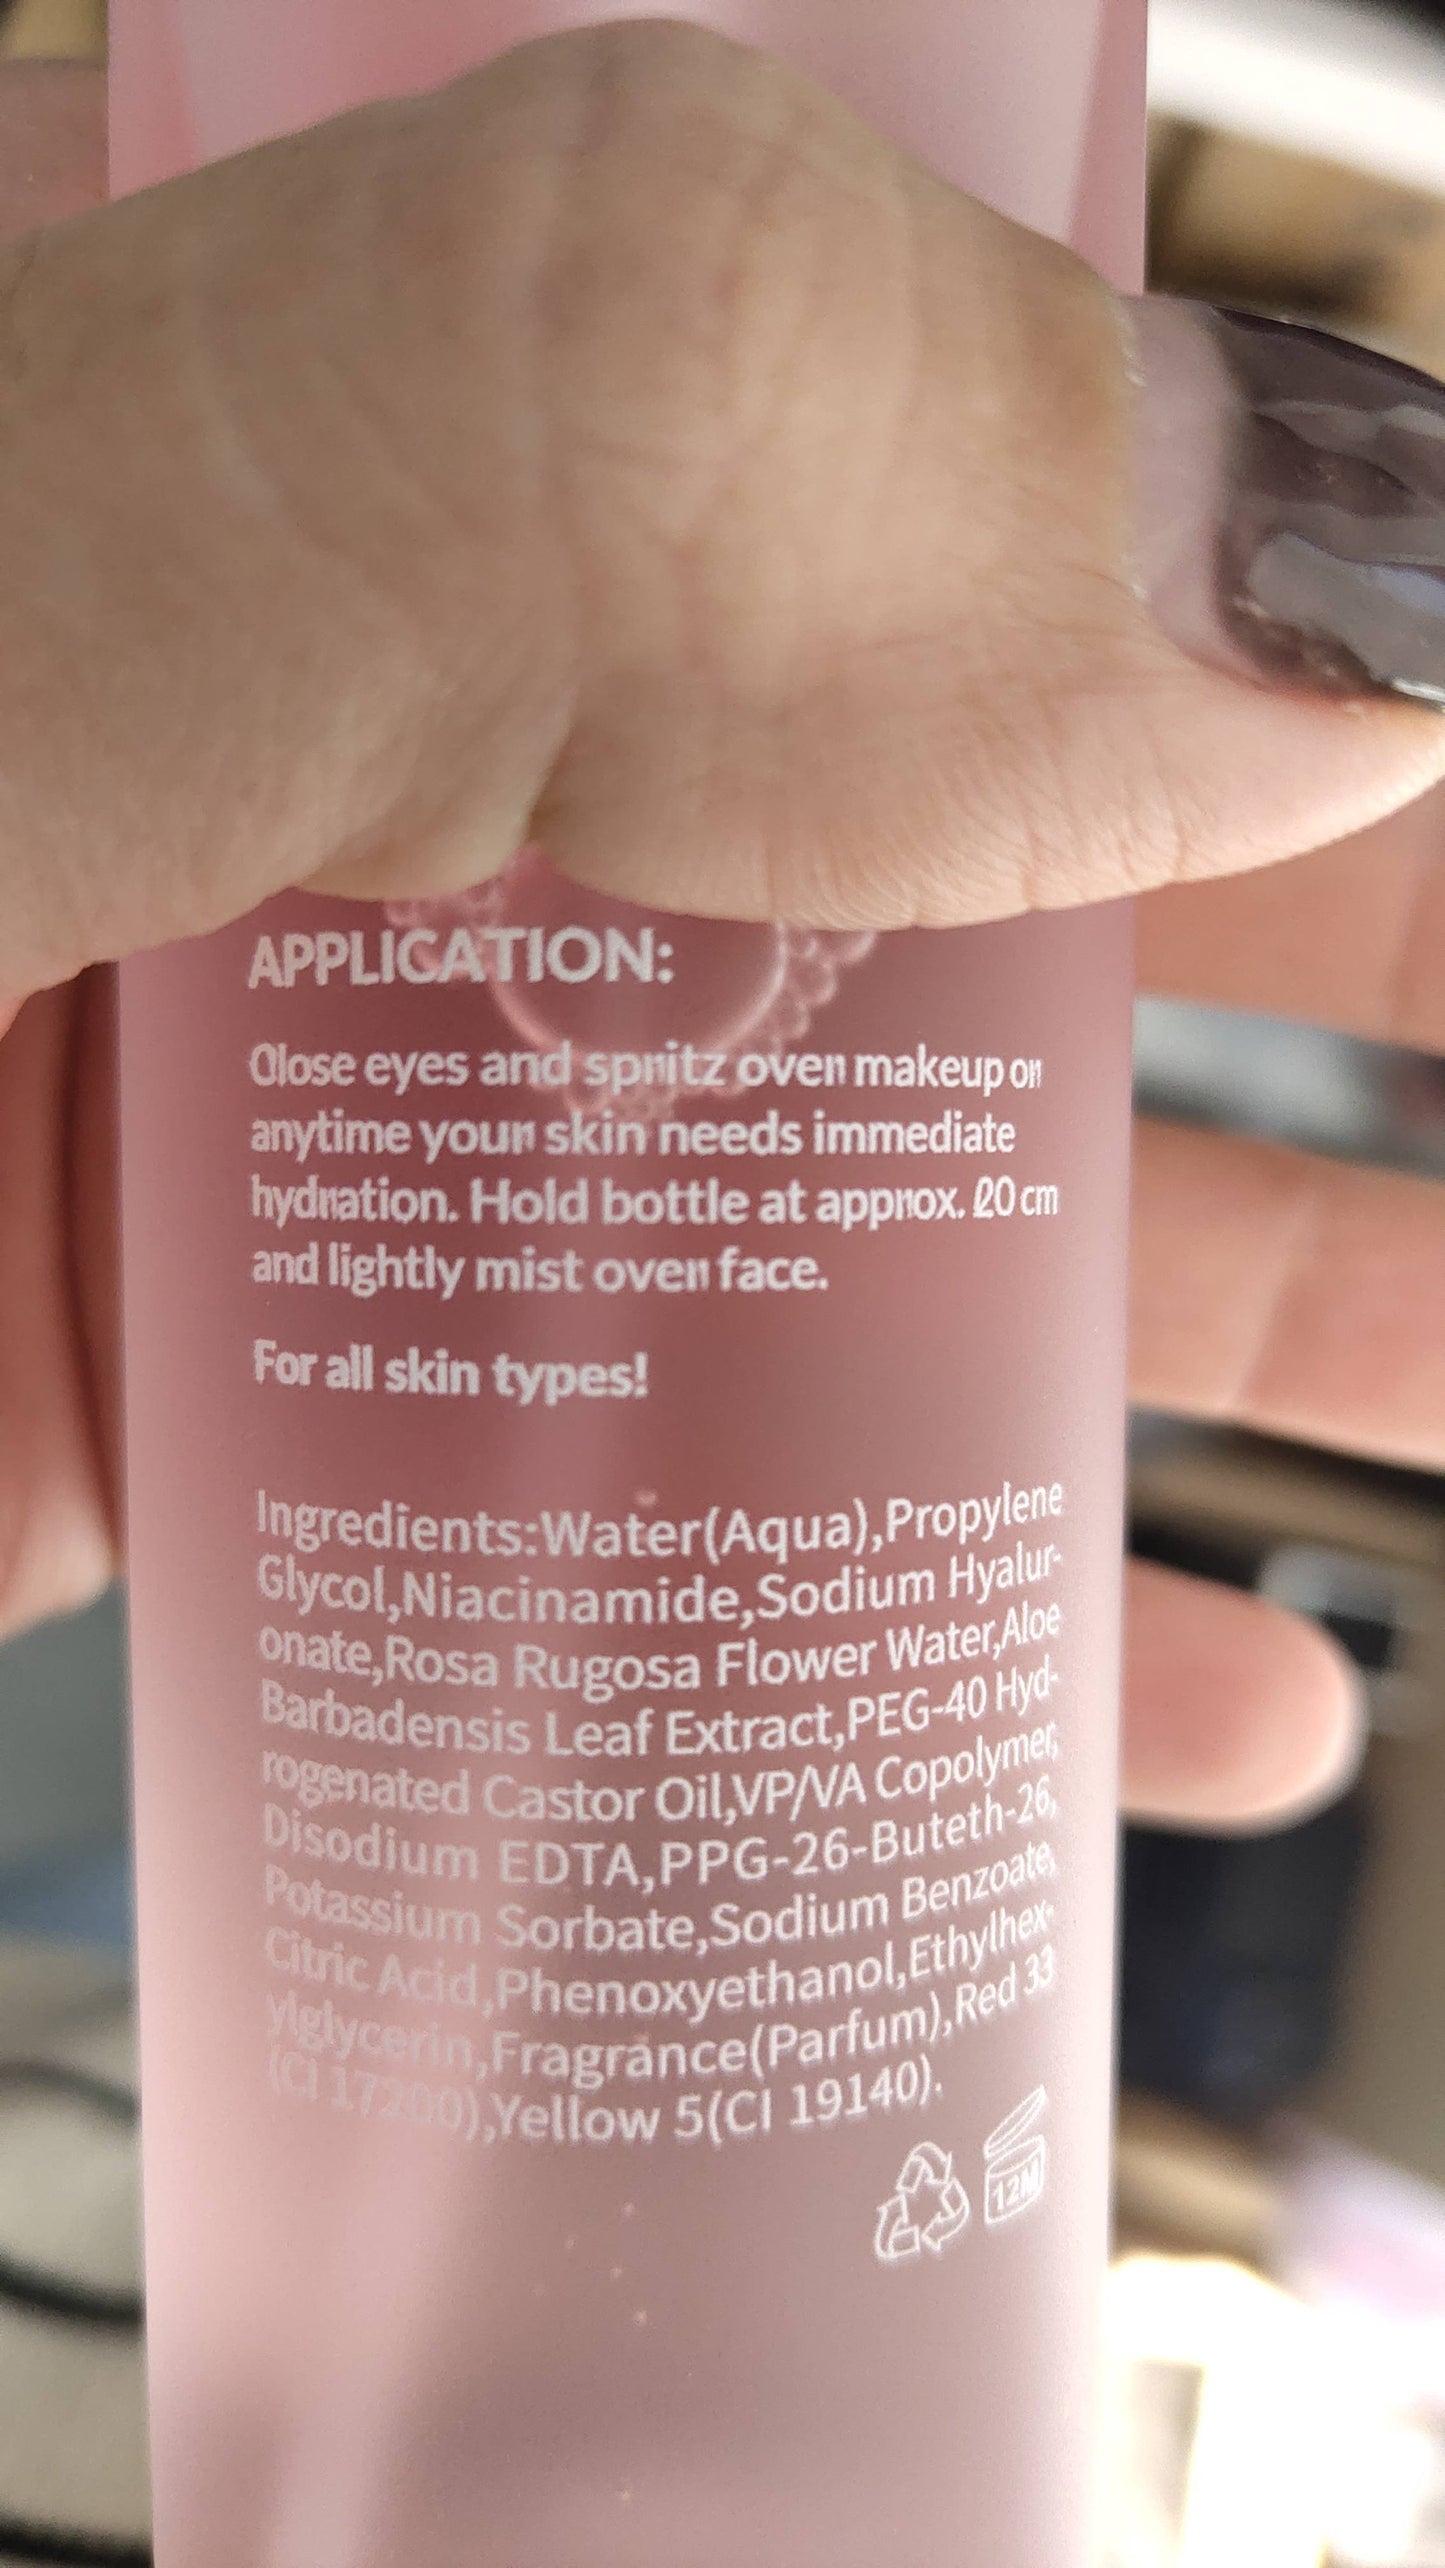 APPLICATION:
Close eyes and spritz over makeup or
anytime your skin needs immediate
hydration. Hold bottle at approx. 20 cm
and lightly mist over face.
For all skin types!
Ingredients:Water(Aqua),Propylene
Glycol,Niacinamide,Sodium Hyalur-
onate,Rosa Rugosa Flower Water,Aloe
Barbadensis Leaf Extract,PEG-40 Hyd-
rogenated Castor Oil,VP/VA Copolymer,
Disodium EDTA,PPG-26-Buteth-26,
Potassium Sorbate,Sodium Benzoate,
Citric Acid,Phenoxyethanol,Ethylhex-
ylglycerin,Fragrance(Parfum),Red 33
(CI 17200),Yellow 5(CI 19140).
12M